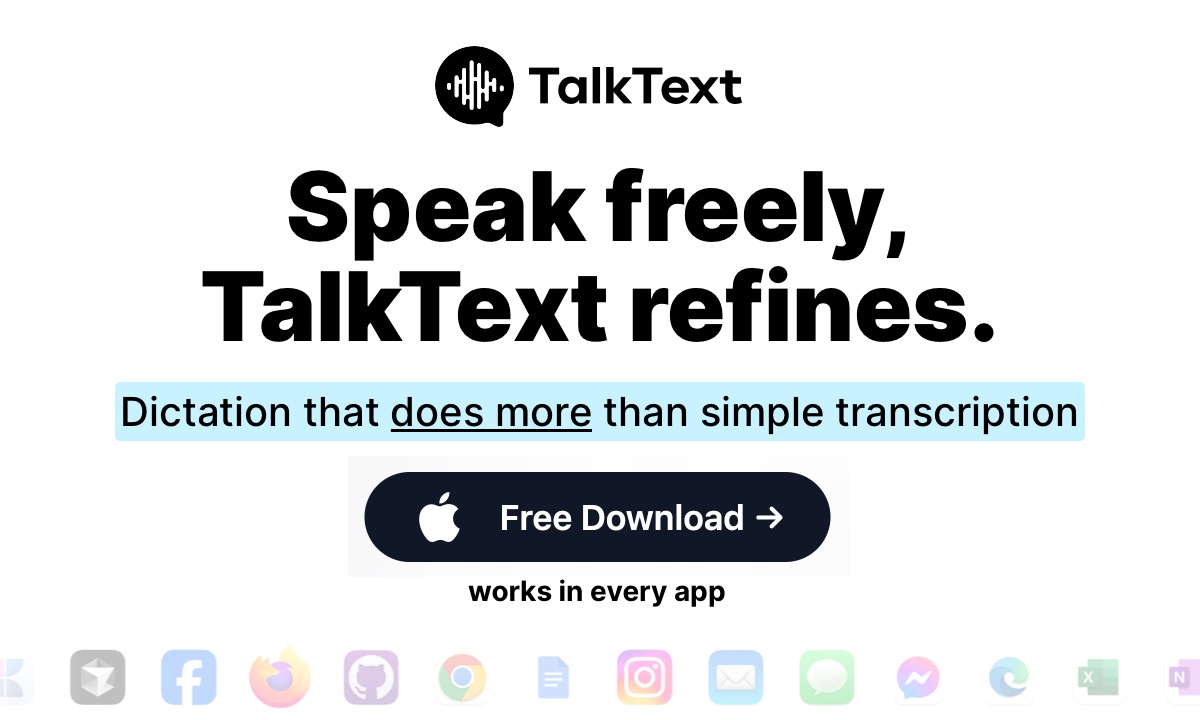 TalkText
Speak freely,
TalkText refines.
Dictation that does more than simple transcription
Free Download →
works in every app
X
N